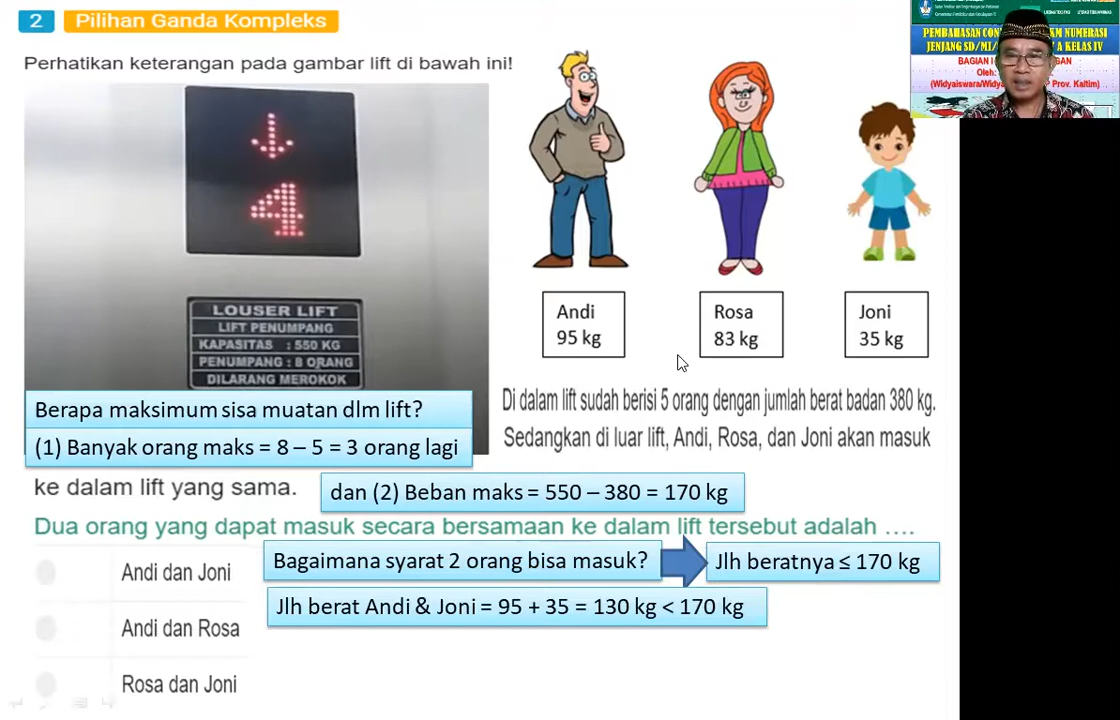 2 Pilihan Ganda Kompleks
Perhatikan keterangan pada gambar lift di bawah ini!
4
LOUSER LIFT
LIFT PENUMPANG
KAPASITAS : 550 KG
PENUMPANG : 8 ORANG
DILARANG MEROKOK
Andi
95 kg
Rosa
83 kg
Joni
35 kg
Berapa maksimum sisa muatan dlm lift?
(1) Banyak orang maks = 8 – 5 = 3 orang lagi
Di dalam lift sudah berisi 5 orang dengan jumlah berat badan 380 kg.
Sedangkan di luar lift, Andi, Rosa, dan Joni akan masuk
ke dalam lift yang sama.
dan (2) Beban maks = 550 – 380 = 170 kg
Dua orang yang dapat masuk secara bersamaan ke dalam lift tersebut adalah ....
Bagaimana syarat 2 orang bisa masuk?
Jlh beratnya ≤ 170 kg
Andi dan Joni
Jlh berat Andi & Joni = 95 + 35 = 130 kg < 170 kg
Andi dan Rosa
Rosa dan Joni
PEMBAHASAN KM NUMERASI
JENJANG SD/MI A KELAS IV
BAGIAN
Oleh:
(Widyaiswara/ Prov. Kaltim)